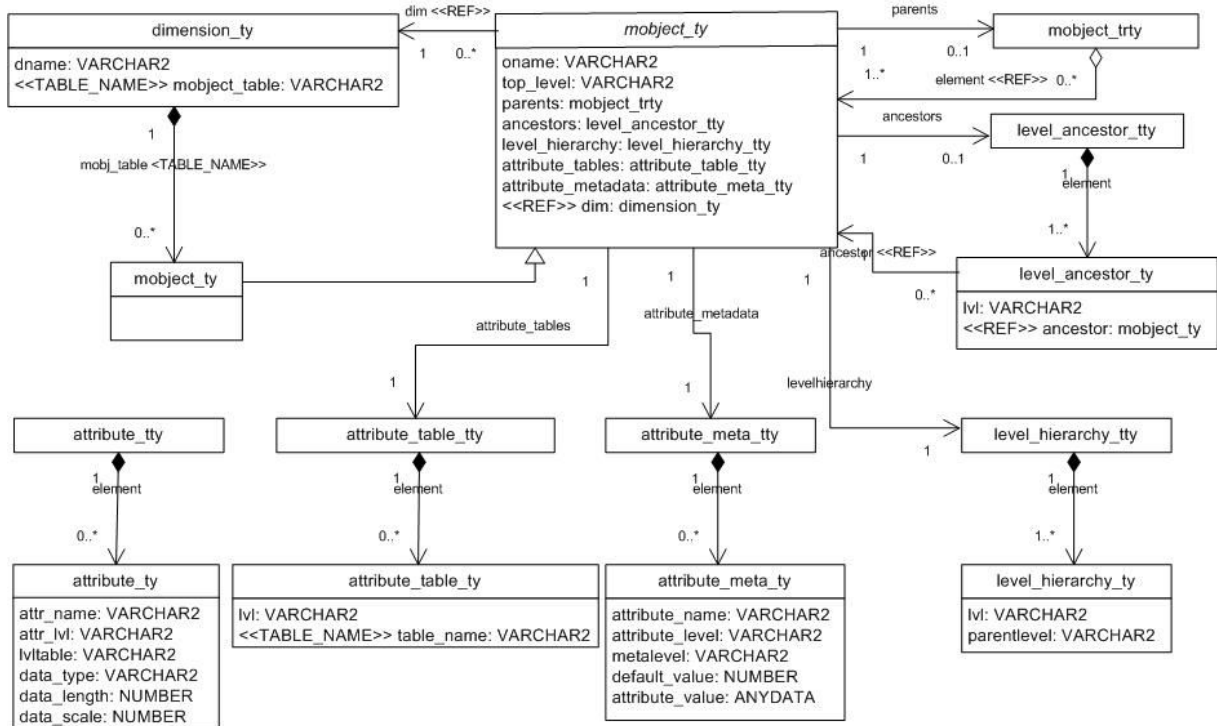 dimension_ty
dname: VARCHAR2
<<TABLE_NAME>> mobject_table: VARCHAR2
dim <<REF>>
1
0..*
mobject_ty
oname: VARCHAR2
top_level: VARCHAR2
parents: mobject_trty
ancestors: level_ancestor_tty
level_hierarchy: level_hierarchy_tty
attribute_tables: attribute_table_tty
attribute_metadata: attribute_meta_tty
<<REF>> dim: dimension_ty
parents
1
0..1
mobject_trty
1..*
element <<REF>>
0..*
ancestors
1
0..1
level_ancestor_tty
1
element
1..*
ancestor <<REF>>
1
0..*
level_ancestor_ty
lvl: VARCHAR2
<<REF>> ancestor: mobject_ty
1
mobj_table <TABLE_NAME>>
0..*
mobject_ty
1
attribute_tables
1
1
attribute_metadata
1
1
levelhierarchy
1
attribute_tty
1
element
0..*
attribute_ty
attr_name: VARCHAR2
attr_lvl: VARCHAR2
lvltable: VARCHAR2
data_type: VARCHAR2
data_length: NUMBER
data_scale: NUMBER
attribute_table_tty
1
element
0..*
attribute_table_ty
lvl: VARCHAR2
<<TABLE_NAME>> table_name: VARCHAR2
attribute_meta_tty
1
element
0..*
attribute_meta_ty
attribute_name: VARCHAR2
attribute_level: VARCHAR2
metalevel: VARCHAR2
default_value: NUMBER
attribute_value: ANYDATA
level_hierarchy_tty
1
element
1..*
level_hierarchy_ty
lvl: VARCHAR2
parentlevel: VARCHAR2